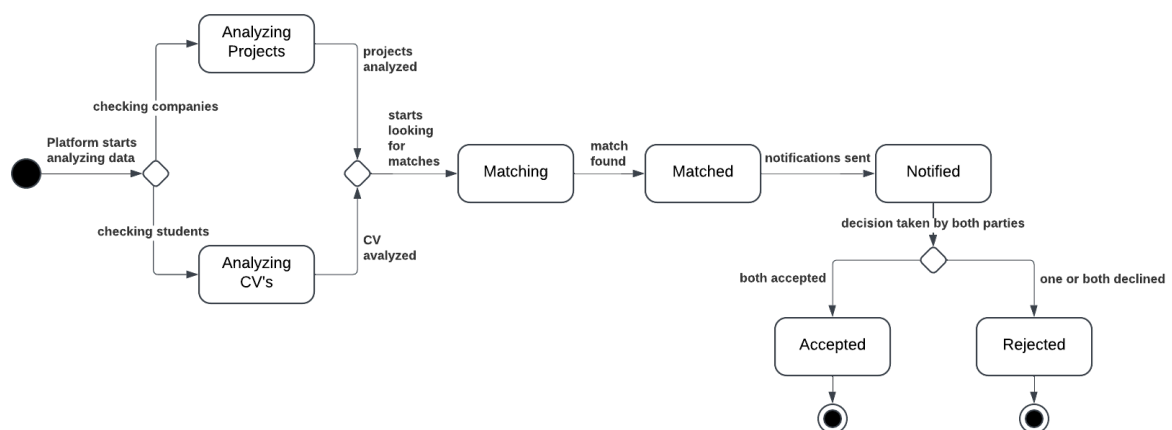 Analyzing
Projects
projects
analyzed
checking companies
starts
looking
for
matches
Platform starts
analyzing data
match
found
notifications sent
Matching
Matched
Notified
checking students
decision taken by both parties
CV
avalyzed
Analyzing
CV's
both accepted
one or both declined
Accepted
Rejected